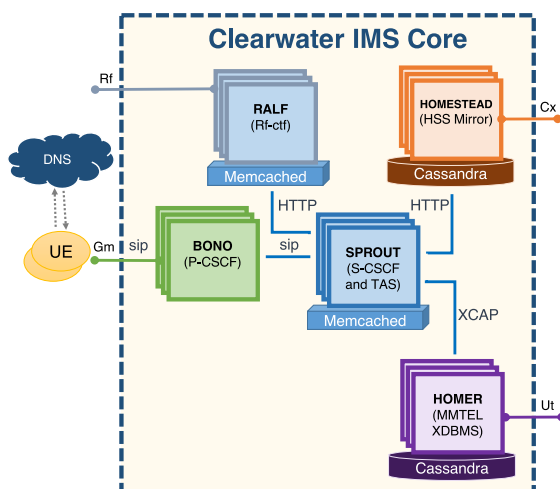 Clearwater IMS Core
Rf
RALF
(Rf-ctf)
Memcached
HOMESTEAD
(HSS Mirror)
Cassandra
Cx
DNS
HTTP
HTTP
UE
Gm
sip
BONO
(P-CSCF)
sip
SPROUT
(S-CSCF
and TAS)
Memcached
XCAP
HOMER
(MMTEL
XDBMS)
Cassandra
Ut